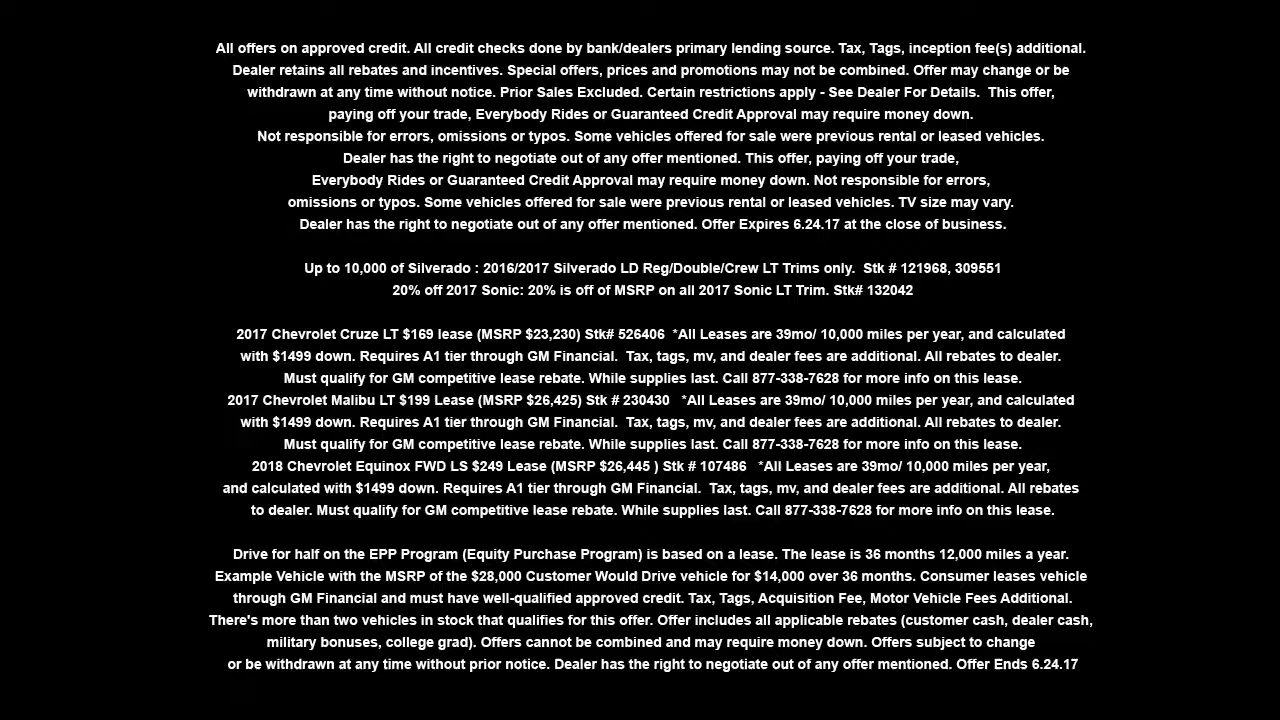 All offers on approved credit. All credit checks done by bank/dealers primary lending source. Tax, Tags, inception fee(s) additional.
Dealer retains all rebates and incentives. Special offers, prices and promotions may not be combined. Offer may change or be
withdrawn at any time without notice. Prior Sales Excluded. Certain restrictions apply - See Dealer For Details.  This offer,
paying off your trade, Everybody Rides or Guaranteed Credit Approval may require money down.
Not responsible for errors, omissions or typos. Some vehicles offered for sale were previous rental or leased vehicles.
Dealer has the right to negotiate out of any offer mentioned. This offer, paying off your trade,
Everybody Rides or Guaranteed Credit Approval may require money down. Not responsible for errors,
omissions or typos. Some vehicles offered for sale were previous rental or leased vehicles. TV size may vary.
Dealer has the right to negotiate out of any offer mentioned. Offer Expires 6.24.17 at the close of business.
Up to 10,000 of Silverado : 2016/2017 Silverado LD Reg/Double/Crew LT Trims only.  Stk # 121968, 309551
20% off 2017 Sonic: 20% is off of MSRP on all 2017 Sonic LT Trim. Stk# 132042
2017 Chevrolet Cruze LT $169 lease (MSRP $23,230) Stk# 526406  *All Leases are 39mo/ 10,000 miles per year, and calculated
with $1499 down. Requires A1 tier through GM Financial.  Tax, tags, mv, and dealer fees are additional. All rebates to dealer.
Must qualify for GM competitive lease rebate. While supplies last. Call 877-338-7628 for more info on this lease.
2017 Chevrolet Malibu LT $199 Lease (MSRP $26,425) Stk # 230430   *All Leases are 39mo/ 10,000 miles per year, and calculated
with $1499 down. Requires A1 tier through GM Financial.  Tax, tags, mv, and dealer fees are additional. All rebates to dealer.
Must qualify for GM competitive lease rebate. While supplies last. Call 877-338-7628 for more info on this lease.
2018 Chevrolet Equinox FWD LS $249 Lease (MSRP $26,445 ) Stk # 107486   *All Leases are 39mo/ 10,000 miles per year,
and calculated with $1499 down. Requires A1 tier through GM Financial.  Tax, tags, mv, and dealer fees are additional. All rebates
to dealer. Must qualify for GM competitive lease rebate. While supplies last. Call 877-338-7628 for more info on this lease.
Drive for half on the EPP Program (Equity Purchase Program) is based on a lease. The lease is 36 months 12,000 miles a year.
Example Vehicle with the MSRP of the $28,000 Customer Would Drive vehicle for $14,000 over 36 months. Consumer leases vehicle
through GM Financial and must have well-qualified approved credit. Tax, Tags, Acquisition Fee, Motor Vehicle Fees Additional.
There's more than two vehicles in stock that qualifies for this offer. Offer includes all applicable rebates (customer cash, dealer cash,
military bonuses, college grad). Offers cannot be combined and may require money down. Offers subject to change
or be withdrawn at any time without prior notice. Dealer has the right to negotiate out of any offer mentioned. Offer Ends 6.24.17